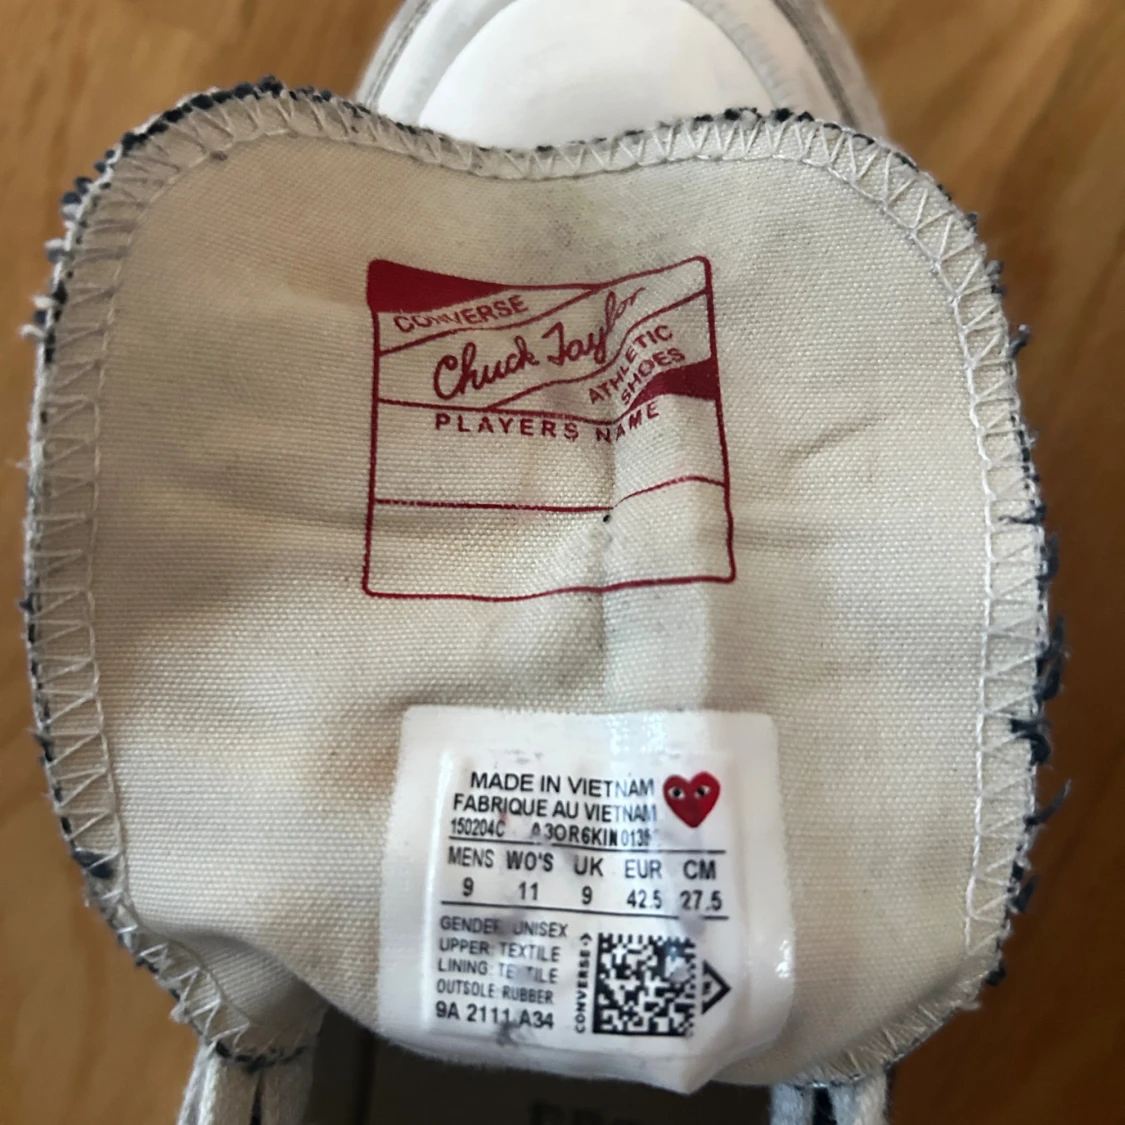 CONVERSE
Chuck Taylor
ATHLETIC
SHOES
PLAYERS NAME
MADE IN VIETNAM
FABRIQUE AU VIETNAM
150204C
MENS WO'S UK EUR CM
9 11 9 42.5 27.5
GENDER: UNISEX
UPPER: TEXTILE
LINING: TEXTILE
OUTSOLE: RUBBER
9A 2111 A34
CONVERSE